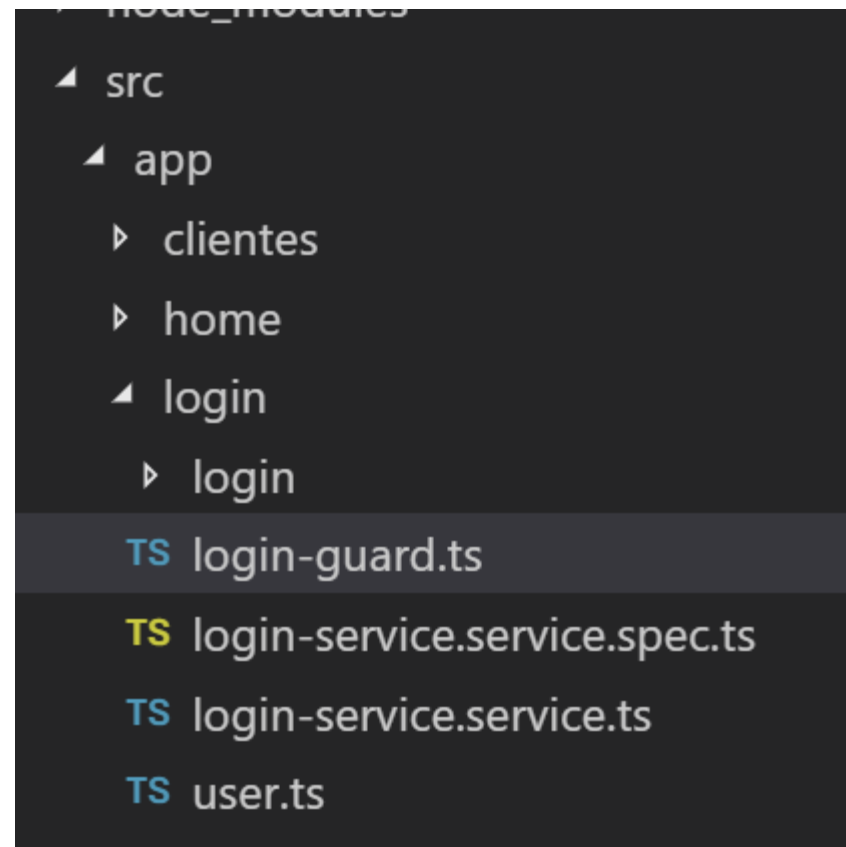 node_modules
src
app
clientes
home
login
login
TS login-guard.ts
TS login-service.service.spec.ts
TS login-service.service.ts
TS user.ts